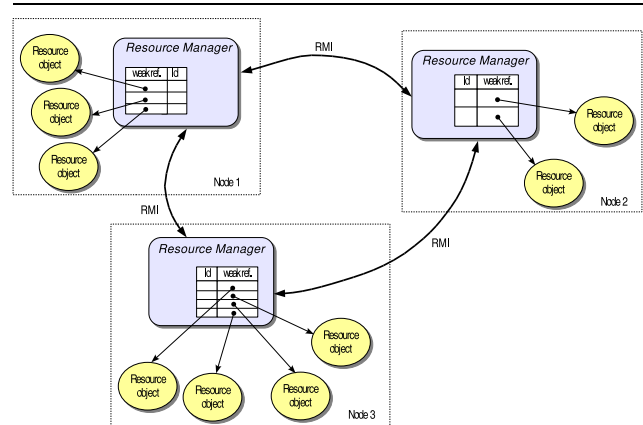 Resource Manager
weak ref. Id
Resource
object
Resource
object
Resource
object
Node 1
RMI
Resource Manager
Id weak ref.
Resource
object
Resource
object
Node 2
RMI
RMI
Resource Manager
Id weak ref.
Resource
object
Resource
object
Resource
object
Resource
object
Node 3